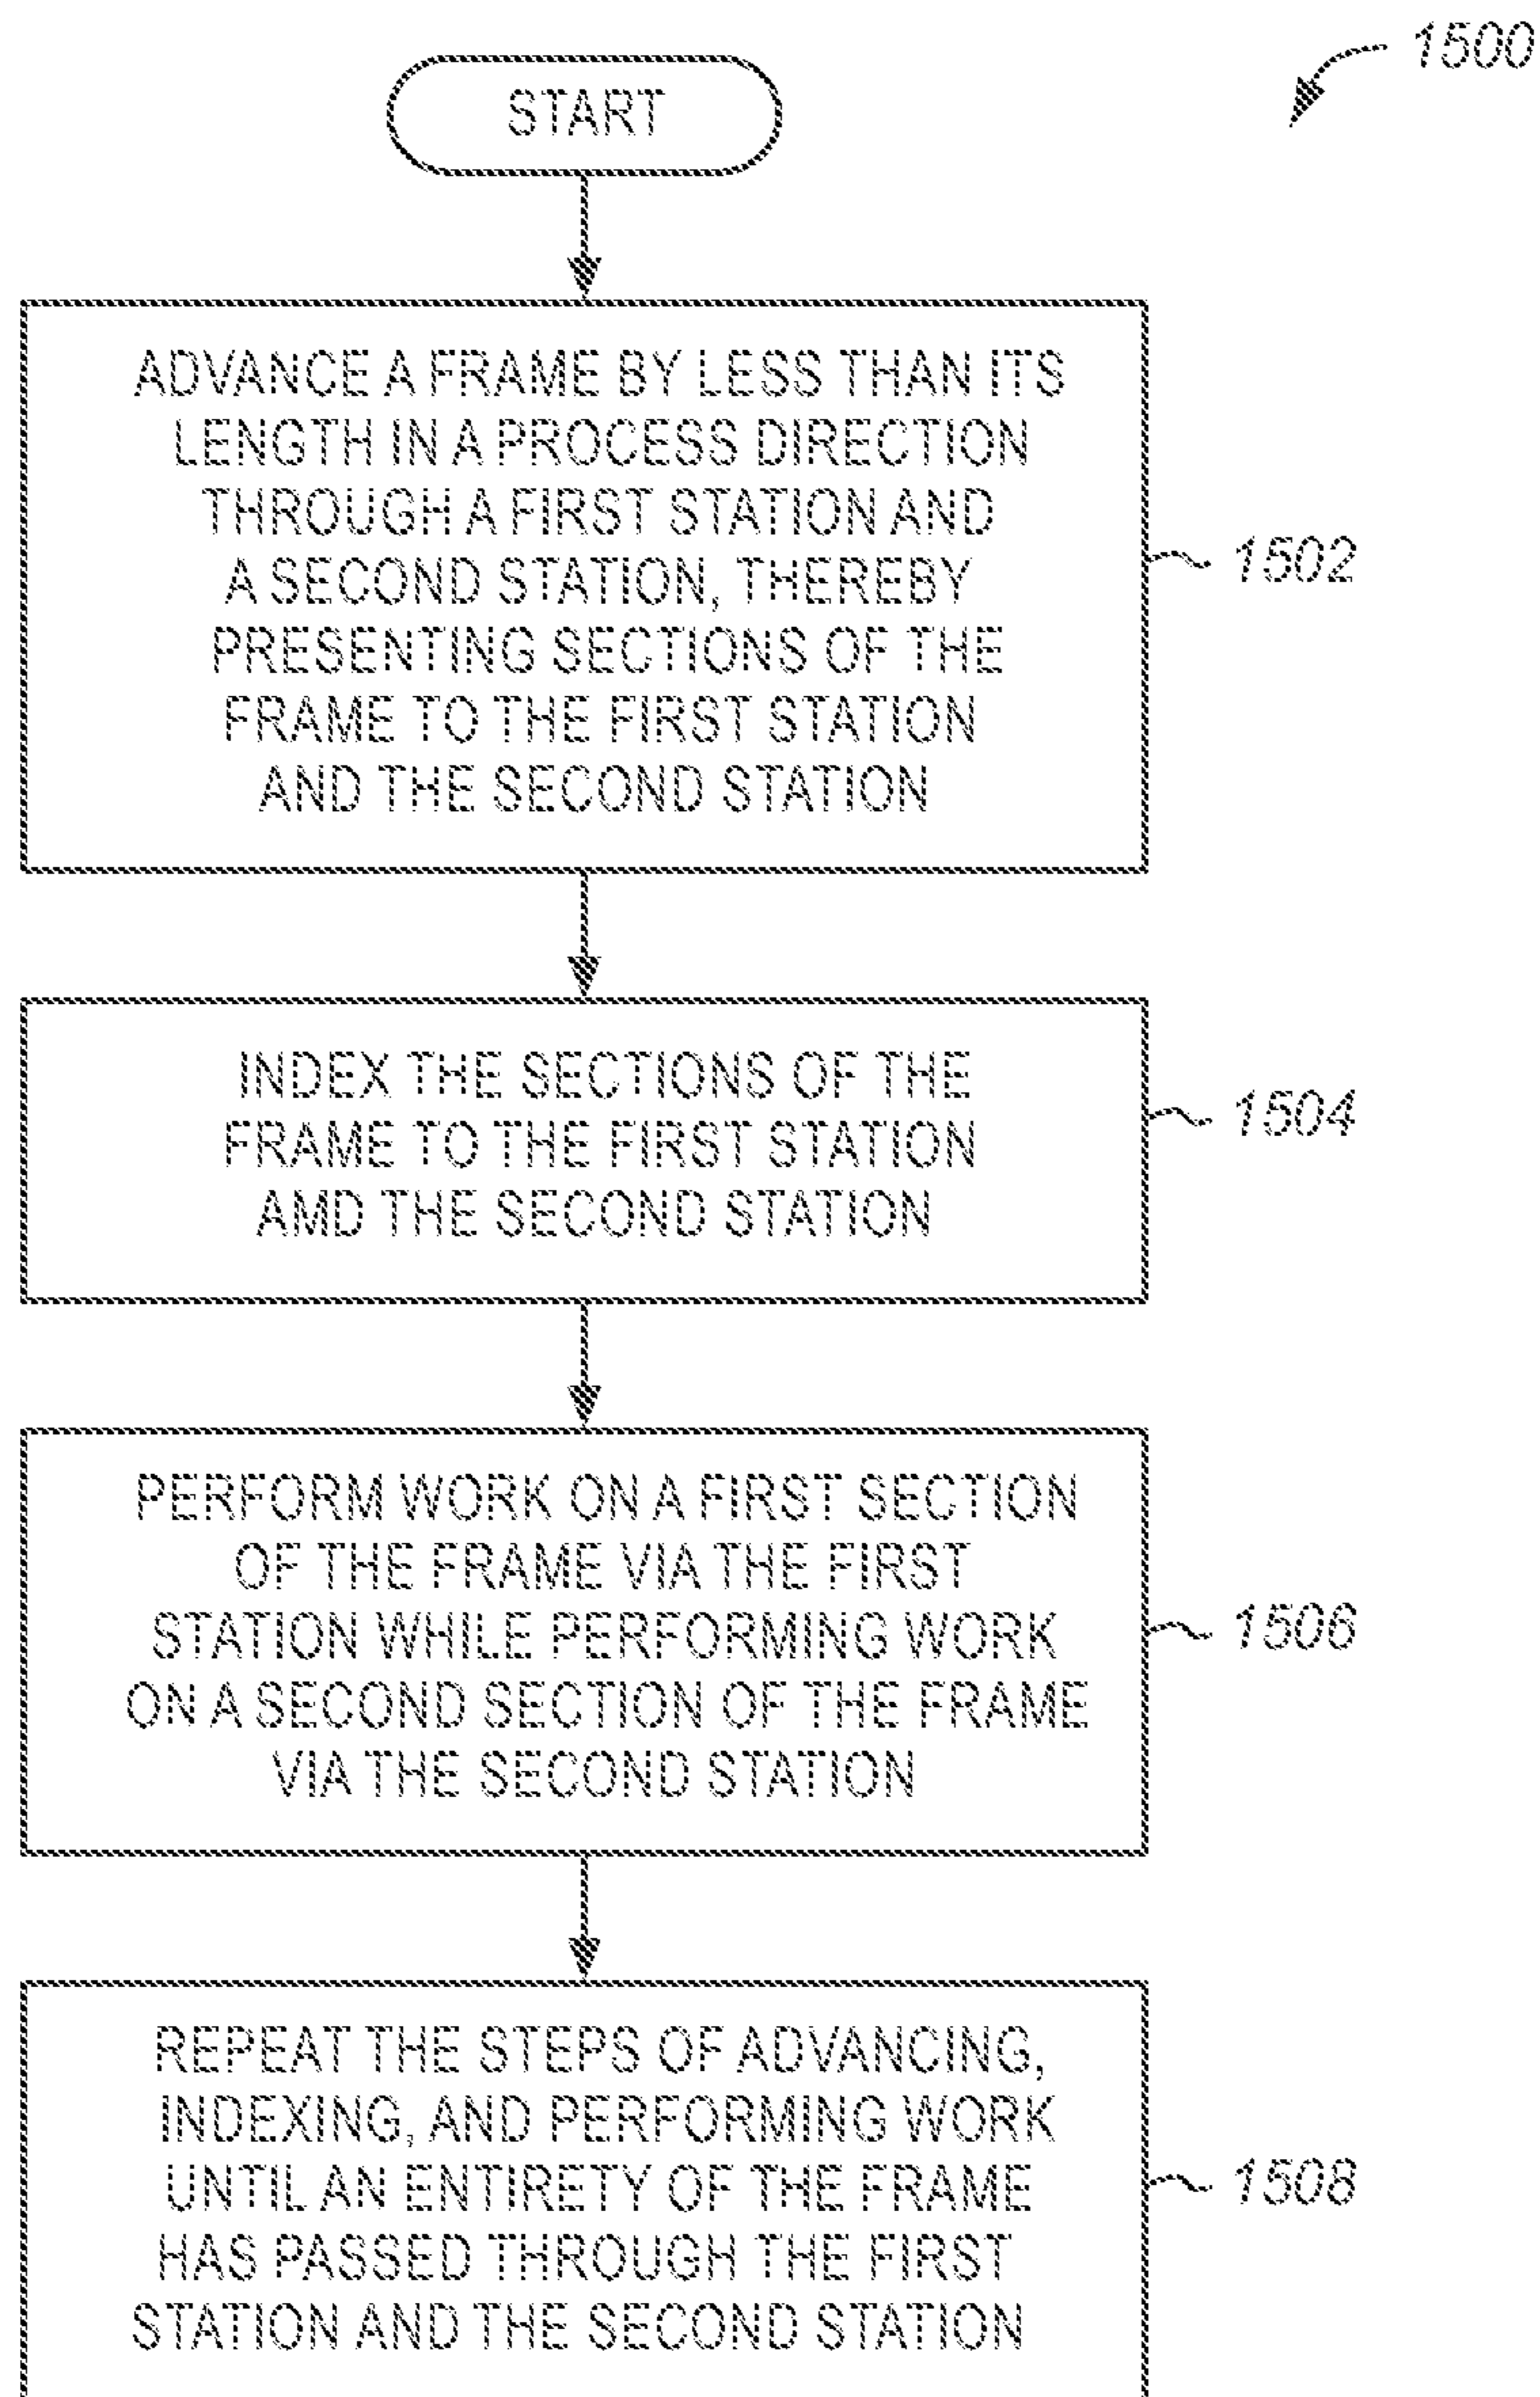 1500
START
ADVANCE A FRAME BY LESS THAN ITS
LENGTH IN A PROCESS DIRECTION
THROUGH A FIRST STATION AND
A SECOND STATION, THEREBY
PRESENTING SECTIONS OF THE
FRAME TO THE FIRST STATION
AND THE SECOND STATION
1502
INDEX THE SECTIONS OF THE
FRAME TO THE FIRST STATION
AMD THE SECOND STATION
1504
PERFORM WORK ON A FIRST SECTION
OF THE FRAME VIA THE FIRST
STATION WHILE PERFORMING WORK
ON A SECOND SECTION OF THE FRAME
VIA THE SECOND STATION
1506
REPEAT THE STEPS OF ADVANCING,
INDEXING, AND PERFORMING WORK
UNTIL AN ENTIRETY OF THE FRAME
HAS PASSED THROUGH THE FIRST
STATION AND THE SECOND STATION
1508